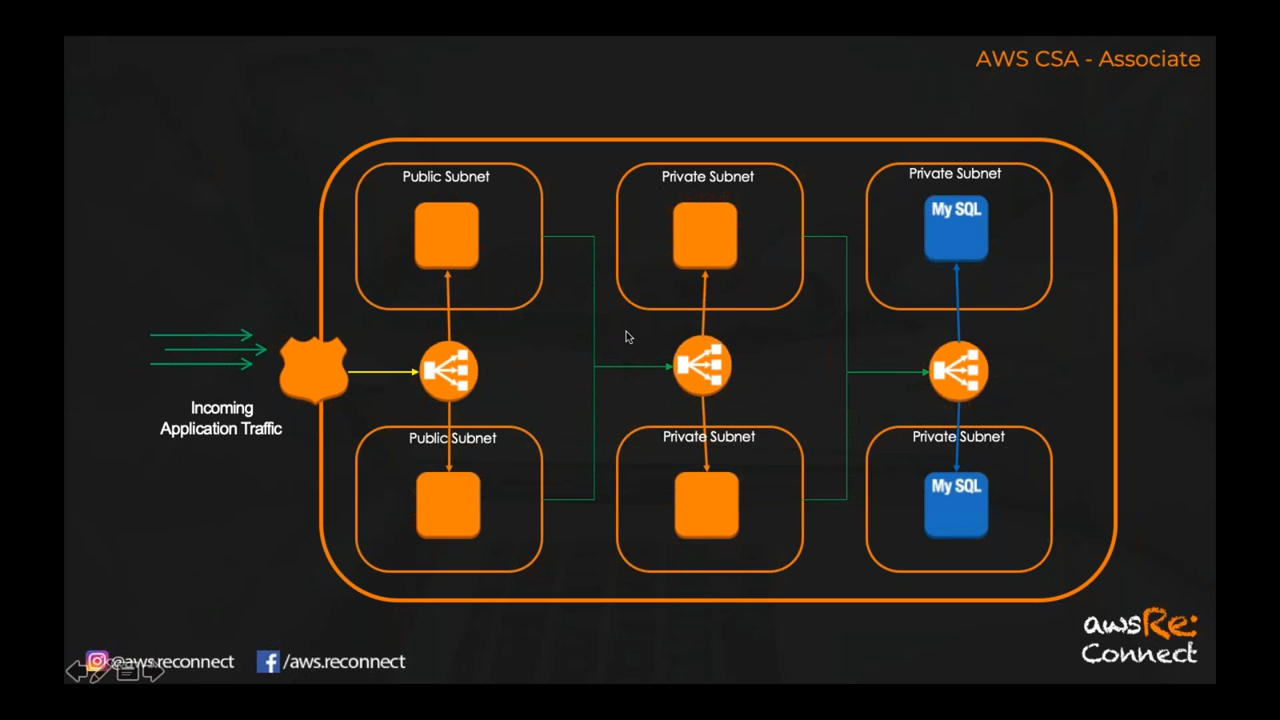 AWS CSA - Associate
Public Subnet
Private Subnet
Private Subnet
My SQL
Incoming
Application Traffic
Public Subnet
Private Subnet
Private Subnet
My SQL
awsRe:
Connect
@aws.reconnect
/aws.reconnect